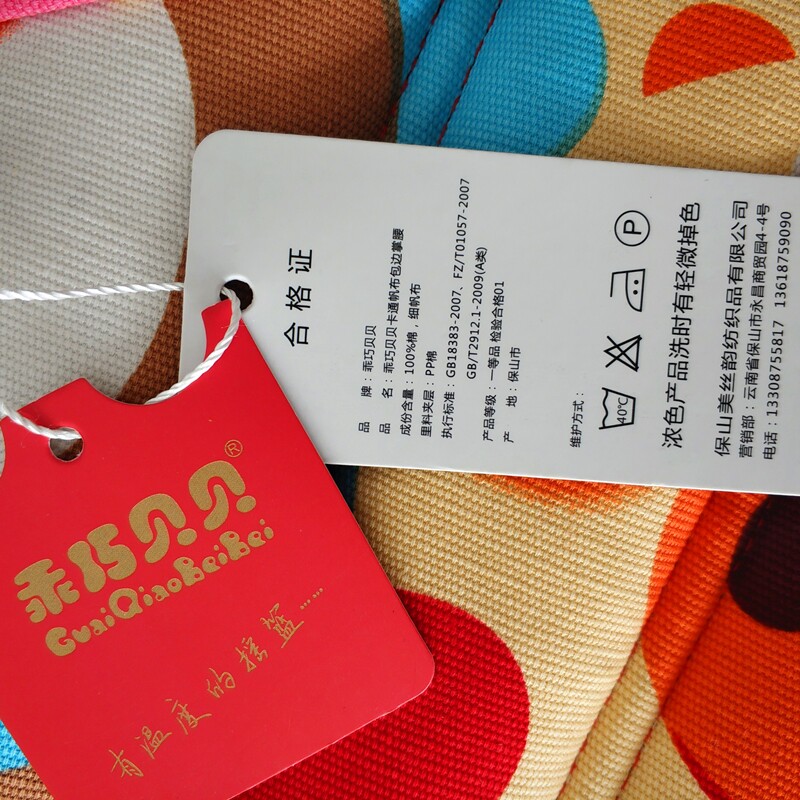 合格证
品 牌：乖巧贝贝
品 名：乖巧贝贝卡通帆布包边掌腰
成份含量：100%棉，细帆布
里料夹层：PP棉
执行标准：GB18383-2007、FZ/T01057-2007
GB/T2912.1-2009(A类)
产品等级：一等品 检验合格01
产 地：保山市
维护方式：
40℃
P
浓色产品洗时有轻微掉色
保山美丝韵纺织品有限公司
营销部：云南省保山市永昌商贸园4-4号
电话：13308755817 13618759090
乖巧贝贝®
GuaiQiaoBeiBei
有温度的摇篮……